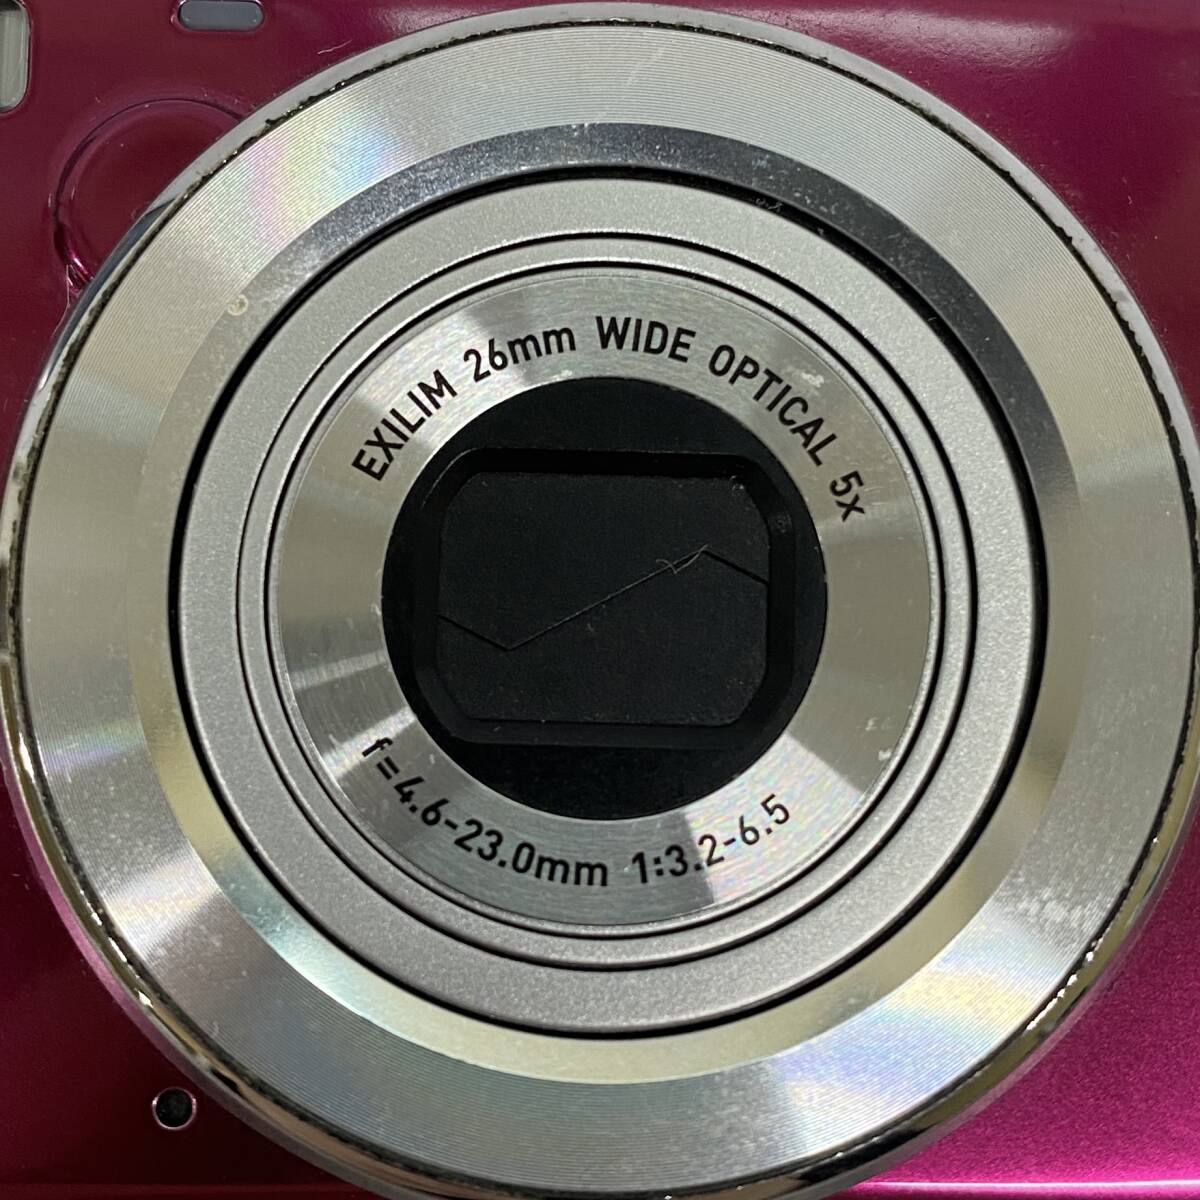 EXILIM 26mm WIDE OPTICAL 5x
f=4.6-23.0mm 1:3.2-6.5